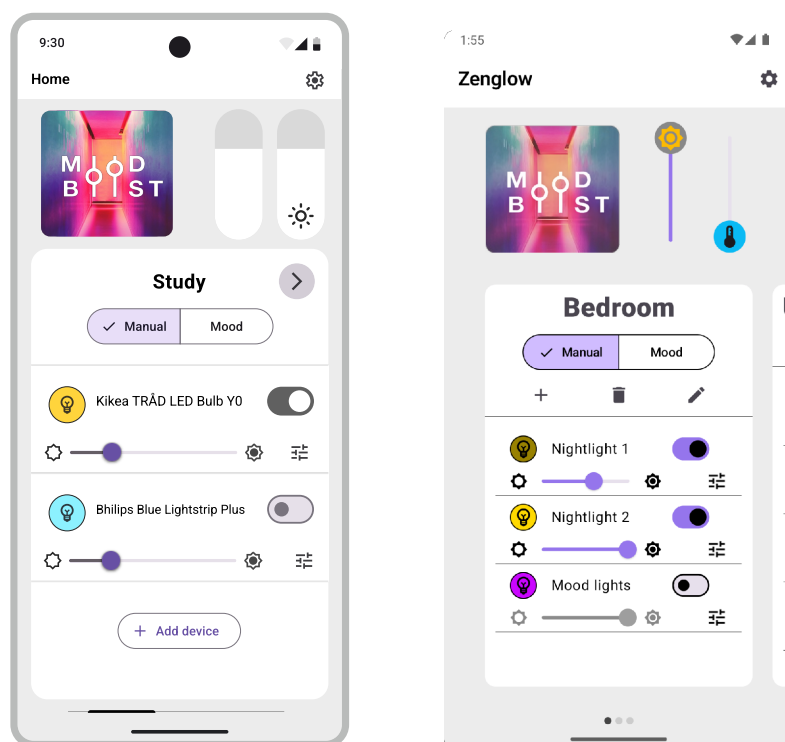 9:30
Home
M D
B ST
Study
Manual Mood
Kikea TRÅD LED Bulb Y0
Bhilips Blue Lightstrip Plus
+ Add device
1:55
Zenglow
M D
B ST
Bedroom
Manual Mood
Nightlight 1
Nightlight 2
Mood lights